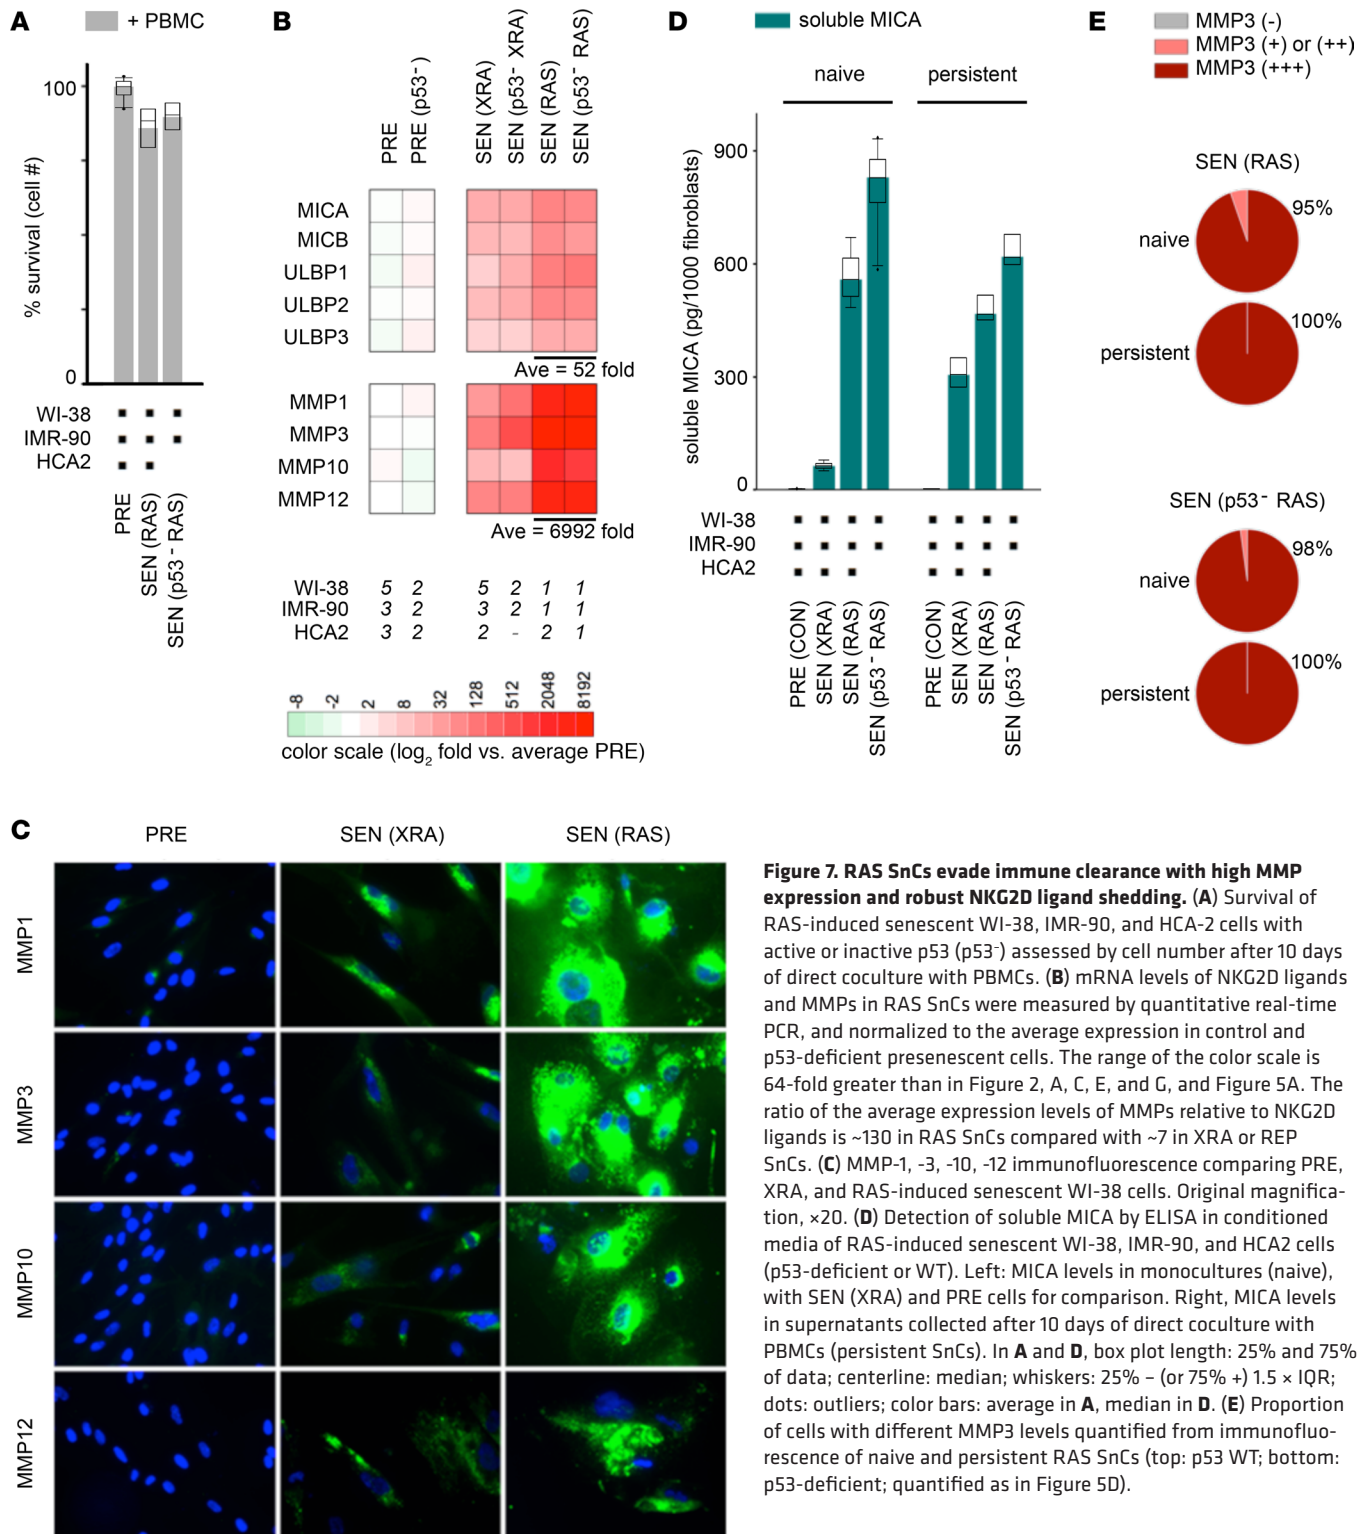 A
+ PBMC
% survival (cell #)
100
0
WI-38
IMR-90
HCA2
PRE
SEN (RAS)
SEN (p53- RAS)
B
PRE
PRE (p53-)
SEN (XRA)
SEN (p53- XRA)
SEN (RAS)
SEN (p53- RAS)
MICA
MICB
ULBP1
ULBP2
ULBP3
Ave = 52 fold
MMP1
MMP3
MMP10
MMP12
Ave = 6992 fold
WI-38 5 2 5 2 1 1
IMR-90 3 2 3 2 1 1
HCA2 3 2 2 - 2 1
-8 -2 2 8 32 128 512 2048 8192
color scale (log2 fold vs. average PRE)
D
soluble MICA
naive persistent
soluble MICA (pg/1000 fibroblasts)
900
600
300
0
WI-38
IMR-90
HCA2
PRE (CON)
SEN (XRA)
SEN (RAS)
SEN (p53- RAS)
PRE (CON)
SEN (XRA)
SEN (RAS)
SEN (p53- RAS)
E
MMP3 (-)
MMP3 (+) or (++)
MMP3 (+++)
SEN (RAS)
95%
naive
100%
persistent
SEN (p53- RAS)
98%
naive
100%
persistent
C
PRE SEN (XRA) SEN (RAS)
MMP1
MMP3
MMP10
MMP12
Figure 7. RAS SnCs evade immune clearance with high MMP
expression and robust NKG2D ligand shedding. (A) Survival of
RAS-induced senescent WI-38, IMR-90, and HCA-2 cells with
active or inactive p53 (p53-) assessed by cell number after 10 days
of direct coculture with PBMCs. (B) mRNA levels of NKG2D ligands
and MMPs in RAS SnCs were measured by quantitative real-time
PCR, and normalized to the average expression in control and
p53-deficient presenescent cells. The range of the color scale is
64-fold greater than in Figure 2, A, C, E, and G, and Figure 5A. The
ratio of the average expression levels of MMPs relative to NKG2D
ligands is ~130 in RAS SnCs compared with ~7 in XRA or REP
SnCs. (C) MMP-1, -3, -10, -12 immunofluorescence comparing PRE,
XRA, and RAS-induced senescent WI-38 cells. Original magnifica-
tion, ×20. (D) Detection of soluble MICA by ELISA in conditioned
media of RAS-induced senescent WI-38, IMR-90, and HCA2 cells
(p53-deficient or WT). Left: MICA levels in monocultures (naive),
with SEN (XRA) and PRE cells for comparison. Right, MICA levels
in supernatants collected after 10 days of direct coculture with
PBMCs (persistent SnCs). In A and D, box plot length: 25% and 75%
of data; centerline: median; whiskers: 25% – (or 75% +) 1.5 × IQR;
dots: outliers; color bars: average in A, median in D. (E) Proportion
of cells with different MMP3 levels quantified from immunofluo-
rescence of naive and persistent RAS SnCs (top: p53 WT; bottom:
p53-deficient; quantified as in Figure 5D).